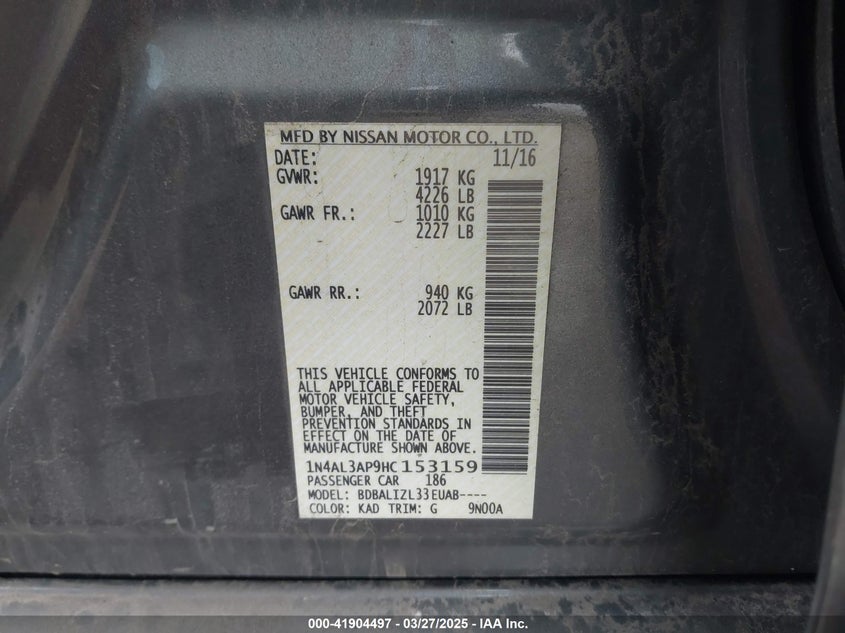 MFD BY NISSAN MOTOR CO., LTD.
DATE: 11/16
GVWR: 1917 KG
4226 LB
GAWR FR.: 1010 KG
2227 LB
GAWR RR.: 940 KG
2072 LB
THIS VEHICLE CONFORMS TO
ALL APPLICABLE FEDERAL
MOTOR VEHICLE SAFETY,
BUMPER, AND THEFT
PREVENTION STANDARDS IN
EFFECT ON THE DATE OF
MANUFACTURE SHOWN ABOVE.
1N4AL3AP9HC153159
PASSENGER CAR 186
MODEL: BDBALIZL33EUAB----
COLOR: KAD TRIM: G 9N00A
000-41904497 — 03/27/2025 — IAAI.com